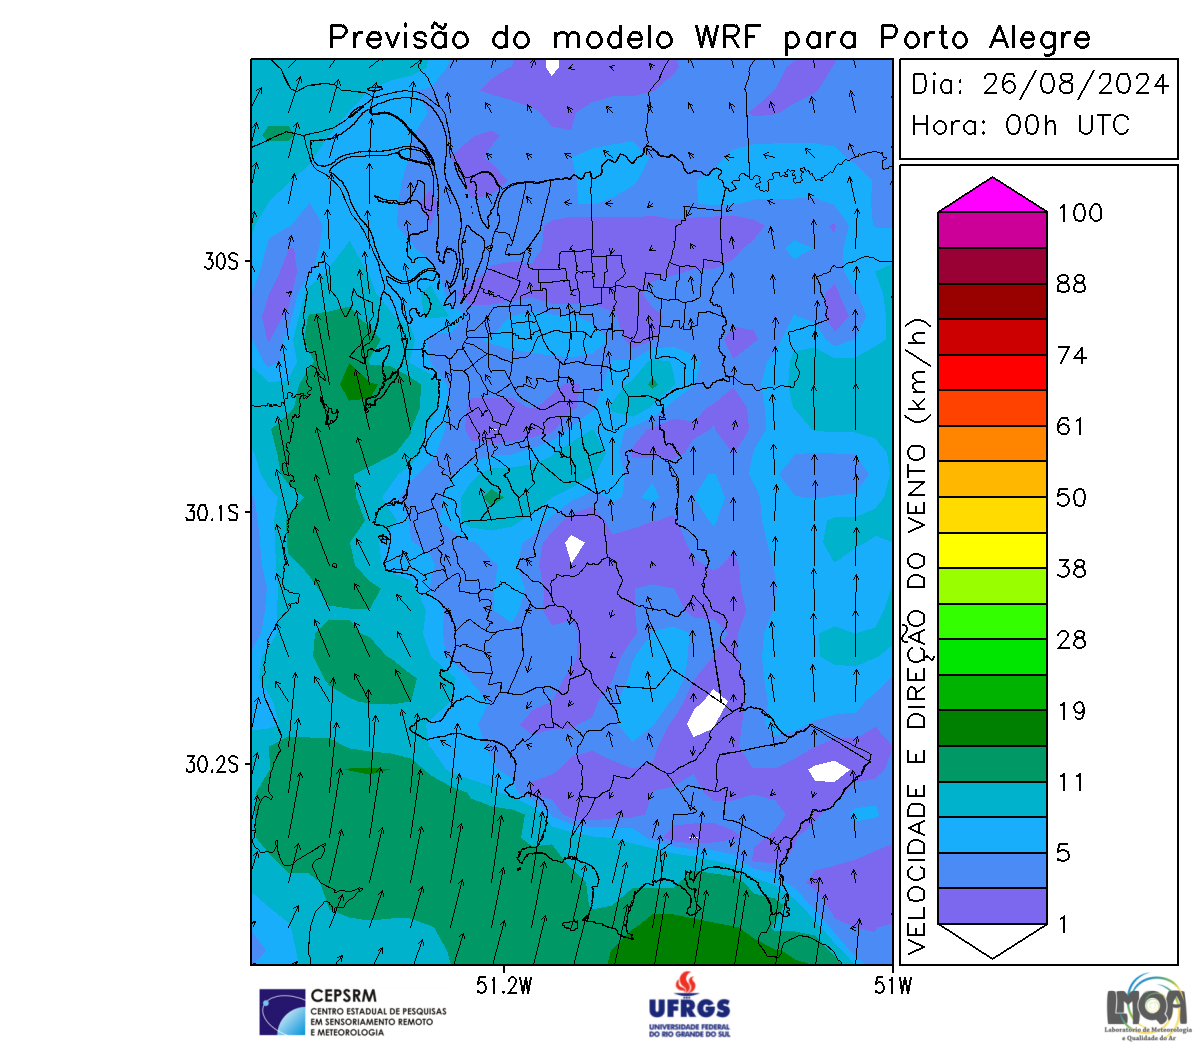 Previsão do modelo WRF para Porto Alegre
Dia: 26/08/2024
Hora: 00h UTC
30S
30.1S
30.2S
51.2W
51W
VELOCIDADE E DIREÇÃO DO VENTO (km/h)
100
88
74
61
50
38
28
19
11
5
1
CEPSRM
CENTRO ESTADUAL DE PESQUISAS
EM SENSORIAMENTO REMOTO
E METEOROLOGIA
UFRGS
UNIVERSIDADE FEDERAL
DO RIO GRANDE DO SUL
LMQA
Laboratório de Meteorologia
e Qualidade do Ar